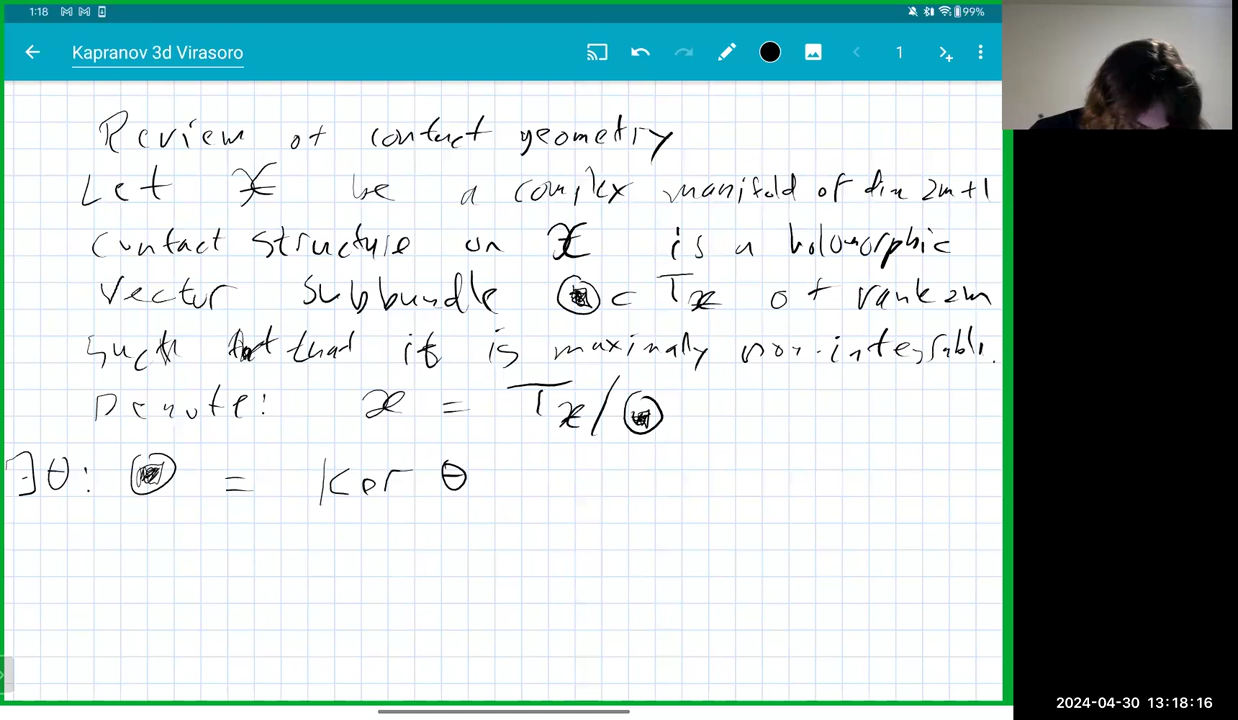 1:18
99%
Kapranov 3d Virasoro
1
Review of contact geometry
Let 𝒳 be a complex manifold of dim 2m+1
contact structure on 𝒳 is a holomorphic
vector subbundle Θ ⊂ T𝒳 of rank 2m
such that it is maximally non-integrable.
Denote: 𝓍 = T𝒳/Θ
∃θ: Θ = Ker θ
2024-04-30 13:18:16